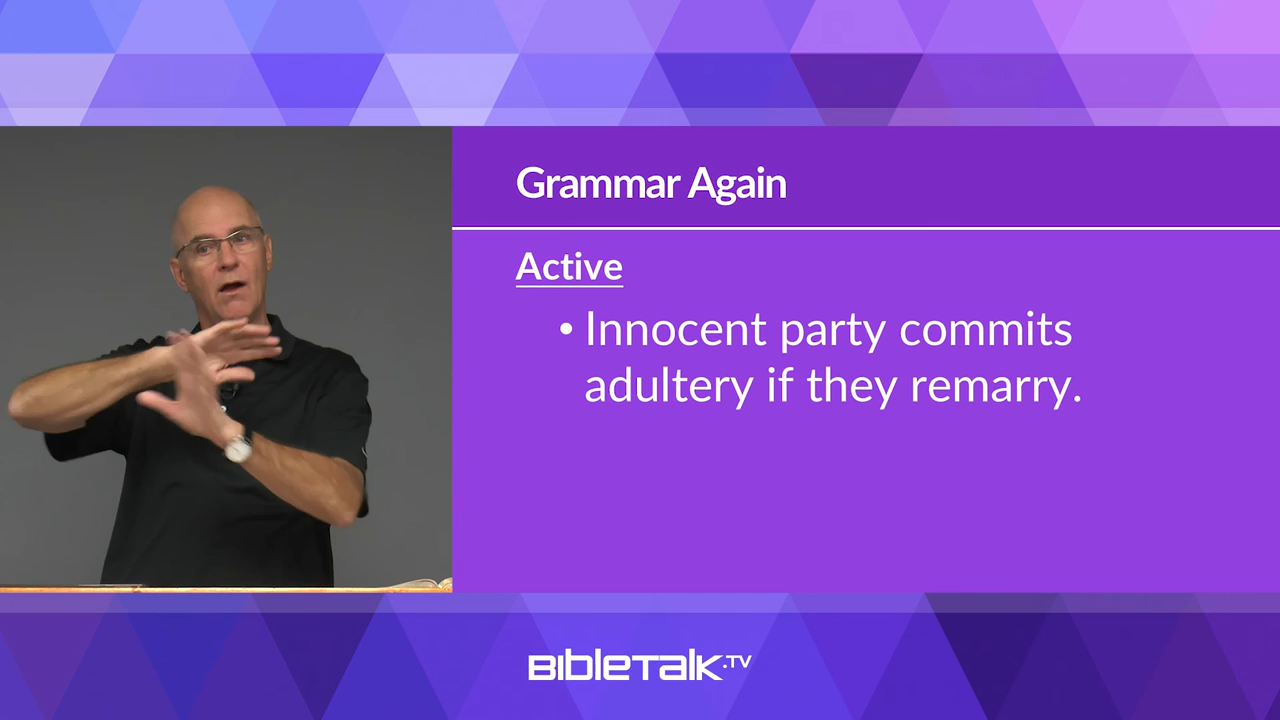 Grammar Again
Active
• Innocent party commits
adultery if they remarry.
BIBLETALK.TV